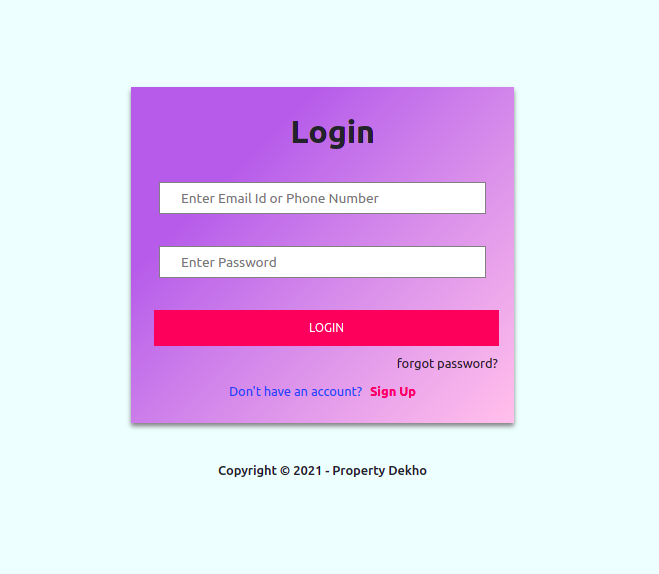 Login
Enter Email Id or Phone Number
Enter Password
LOGIN
forgot password?
Don't have an account? Sign Up
Copyright © 2021 - Property Dekho